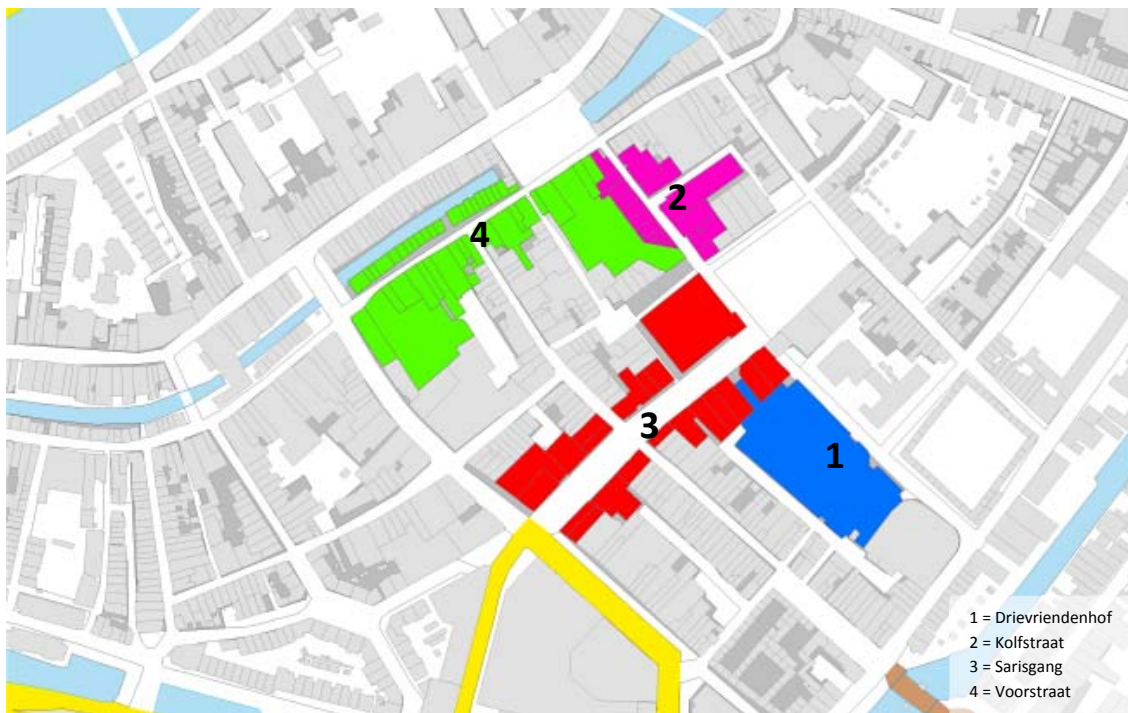 2
4
3
1
1 = Drievriendenhof
2 = Kolfstraat
3 = Sarisgang
4 = Voorstraat